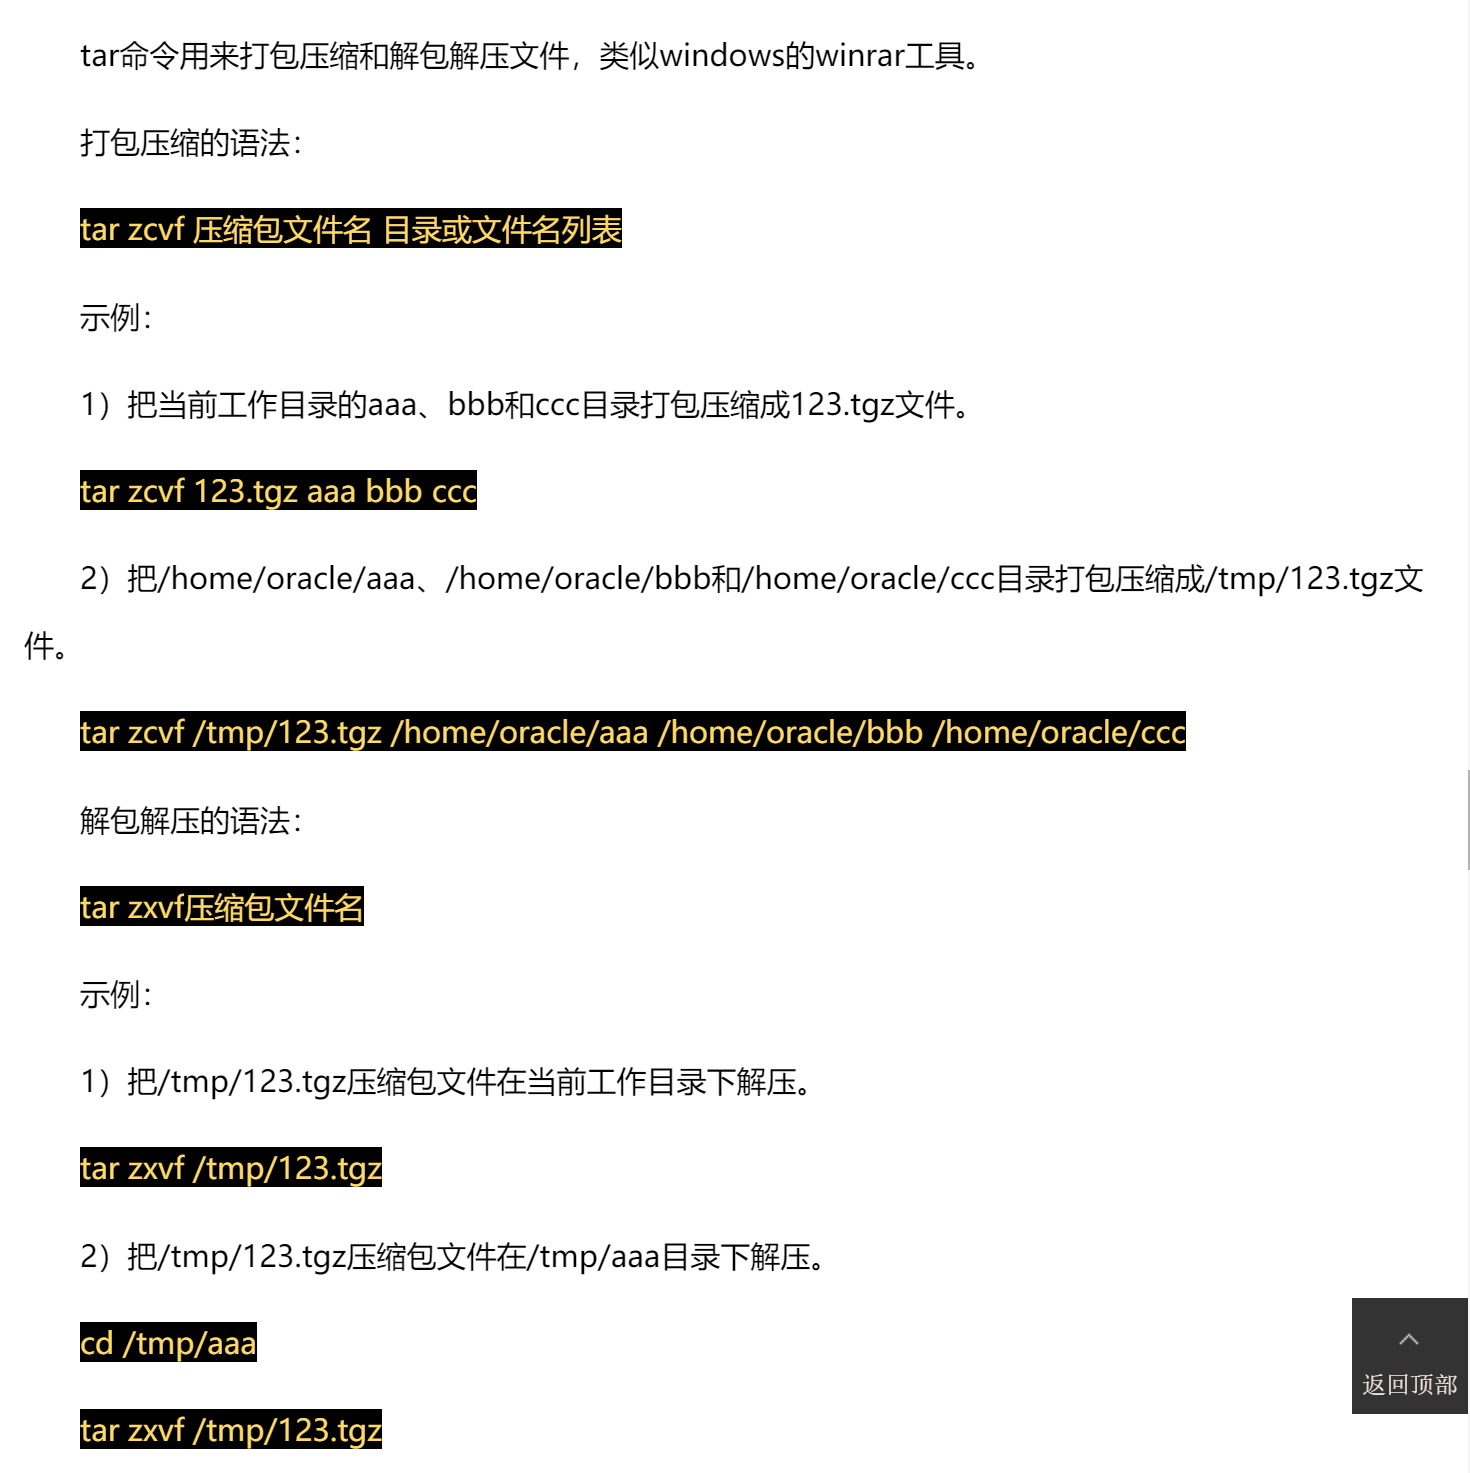 tar命令用来打包压缩和解包解压文件，类似windows的winrar工具。
打包压缩的语法：
tar zcvf 压缩包文件名 目录或文件名列表
示例：
1）把当前工作目录的aaa、bbb和ccc目录打包压缩成123.tgz文件。
tar zcvf 123.tgz aaa bbb ccc
2）把/home/oracle/aaa、/home/oracle/bbb和/home/oracle/ccc目录打包压缩成/tmp/123.tgz文
件。
tar zcvf /tmp/123.tgz /home/oracle/aaa /home/oracle/bbb /home/oracle/ccc
解包解压的语法：
tar zxvf压缩包文件名
示例：
1）把/tmp/123.tgz压缩包文件在当前工作目录下解压。
tar zxvf /tmp/123.tgz
2）把/tmp/123.tgz压缩包文件在/tmp/aaa目录下解压。
cd /tmp/aaa
返回顶部
tar zxvf /tmp/123.tgz